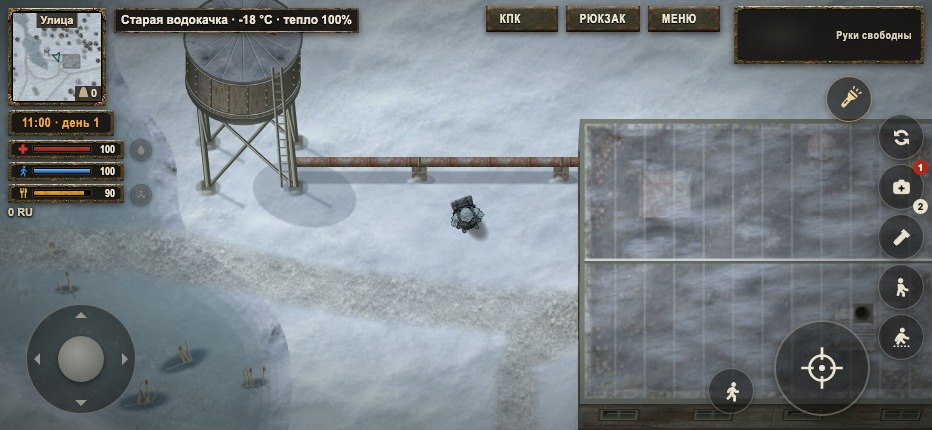 Улица
Старая водокачка · -18 °C · тепло 100%
КПК
РЮКЗАК
МЕНЮ
Руки свободны
0
11:00 · день 1
100
100
90
0 RU
1
2